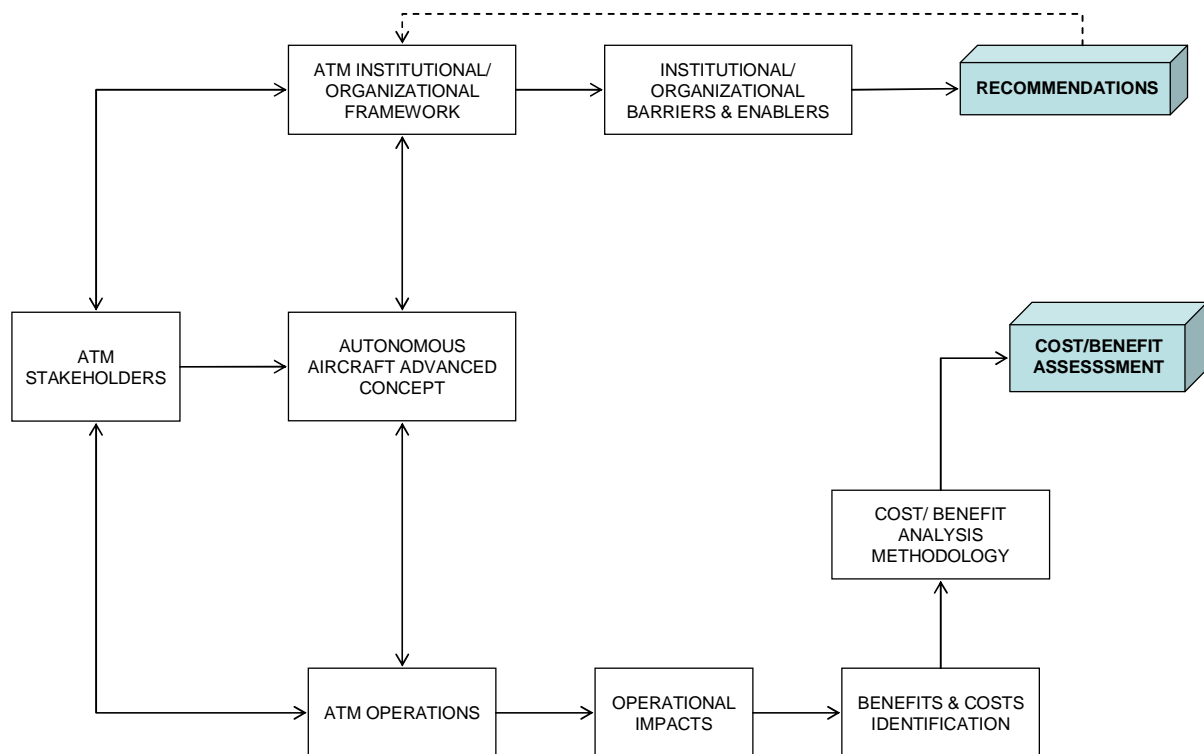 ATM INSTITUTIONAL/
ORGANIZATIONAL
FRAMEWORK
INSTITUTIONAL/
ORGANIZATIONAL
BARRIERS & ENABLERS
RECOMMENDATIONS
ATM
STAKEHOLDERS
AUTONOMOUS
AIRCRAFT ADVANCED
CONCEPT
COST/BENEFIT
ASSESSSMENT
COST/ BENEFIT
ANALYSIS
METHODOLOGY
ATM OPERATIONS
OPERATIONAL
IMPACTS
BENEFITS & COSTS
IDENTIFICATION